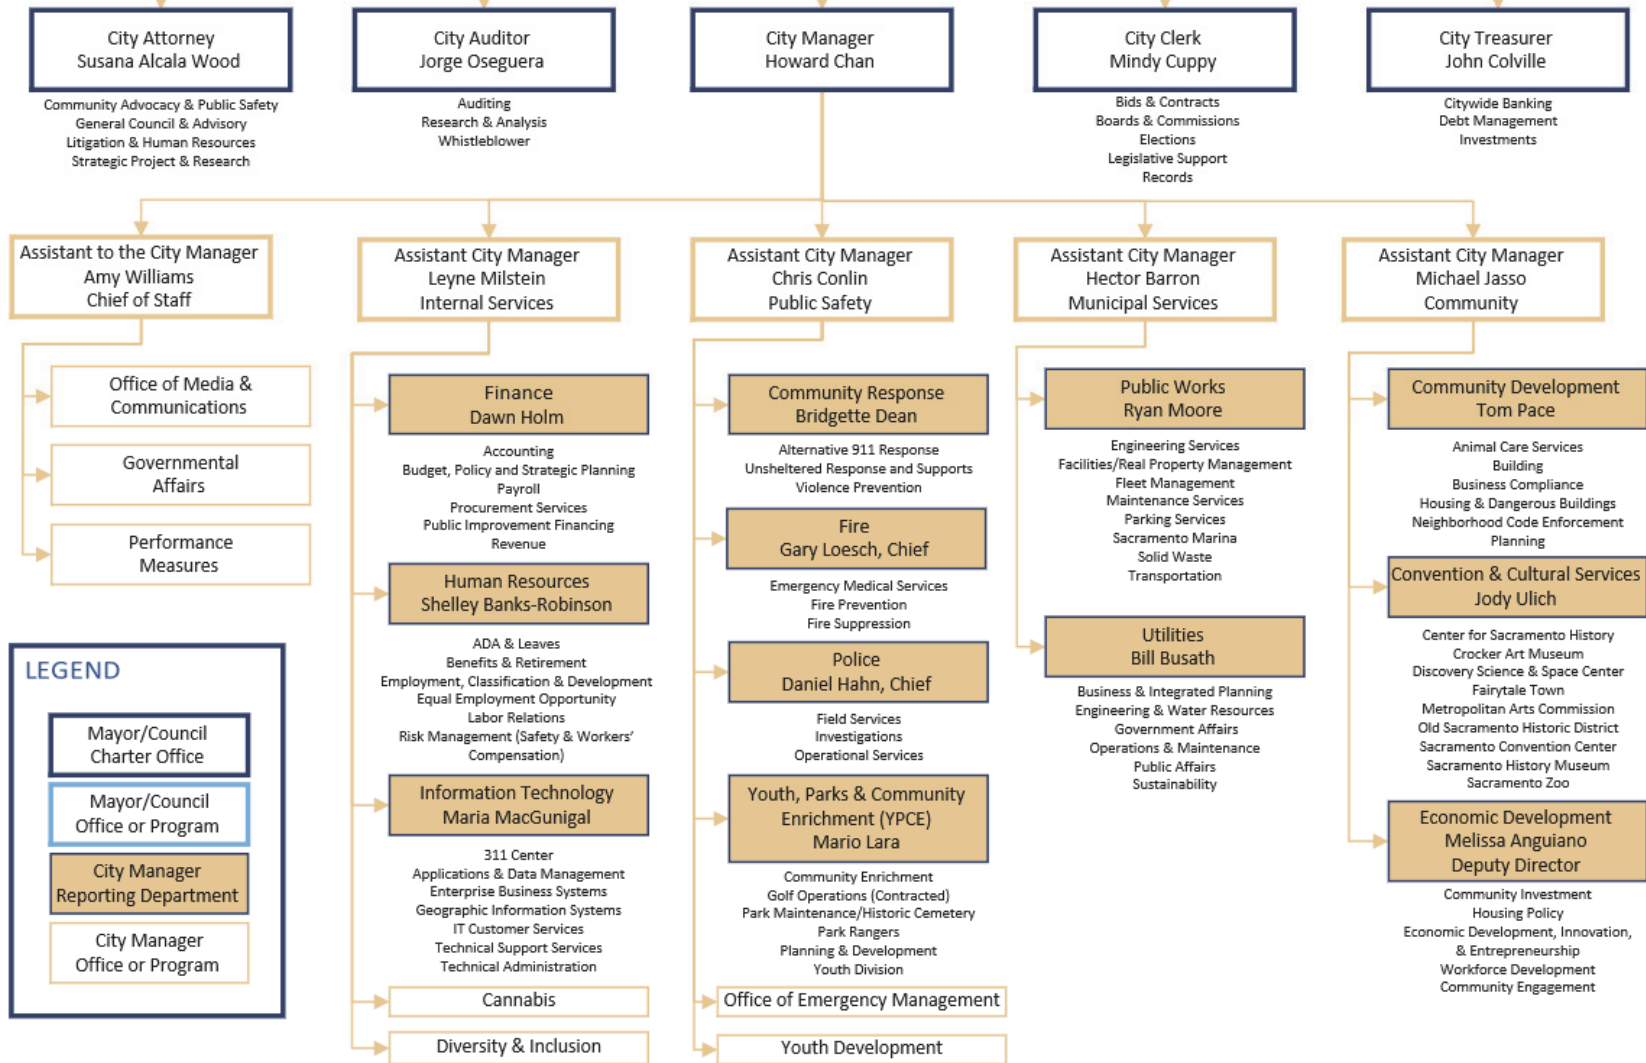 City Attorney
Susana Alcala Wood
Community Advocacy & Public Safety
General Council & Advisory
Litigation & Human Resources
Strategic Project & Research
City Auditor
Jorge Oseguera
Auditing
Research & Analysis
Whistleblower
City Manager
Howard Chan
City Clerk
Mindy Cuppy
Bids & Contracts
Boards & Commissions
Elections
Legislative Support
Records
City Treasurer
John Colville
Citywide Banking
Debt Management
Investments
Assistant to the City Manager
Amy Williams
Chief of Staff
Office of Media &
Communications
Governmental
Affairs
Performance
Measures
Assistant City Manager
Leyne Milstein
Internal Services
Finance
Dawn Holm
Accounting
Budget, Policy and Strategic Planning
Payroll
Procurement Services
Public Improvement Financing
Revenue
Human Resources
Shelley Banks-Robinson
ADA & Leaves
Benefits & Retirement
Employment, Classification & Development
Equal Employment Opportunity
Labor Relations
Risk Management (Safety & Workers'
Compensation)
Information Technology
Maria MacGunigal
311 Center
Applications & Data Management
Enterprise Business Systems
Geographic Information Systems
IT Customer Services
Technical Support Services
Technical Administration
Cannabis
Diversity & Inclusion
Assistant City Manager
Chris Conlin
Public Safety
Community Response
Bridgette Dean
Alternative 911 Response
Unsheltered Response and Supports
Violence Prevention
Fire
Gary Loesch, Chief
Emergency Medical Services
Fire Prevention
Fire Suppression
Police
Daniel Hahn, Chief
Field Services
Investigations
Operational Services
Youth, Parks & Community
Enrichment (YPCE)
Mario Lara
Community Enrichment
Golf Operations (Contracted)
Park Maintenance/Historic Cemetery
Park Rangers
Planning & Development
Youth Division
Office of Emergency Management
Youth Development
Assistant City Manager
Hector Barron
Municipal Services
Public Works
Ryan Moore
Engineering Services
Facilities/Real Property Management
Fleet Management
Maintenance Services
Parking Services
Sacramento Marina
Solid Waste
Transportation
Utilities
Bill Busath
Business & Integrated Planning
Engineering & Water Resources
Government Affairs
Operations & Maintenance
Public Affairs
Sustainability
Assistant City Manager
Michael Jasso
Community
Community Development
Tom Pace
Animal Care Services
Building
Business Compliance
Housing & Dangerous Buildings
Neighborhood Code Enforcement
Planning
Convention & Cultural Services
Jody Ulich
Center for Sacramento History
Crocker Art Museum
Discovery Science & Space Center
Fairytale Town
Metropolitan Arts Commission
Old Sacramento Historic District
Sacramento Convention Center
Sacramento History Museum
Sacramento Zoo
Economic Development
Melissa Anguiano
Deputy Director
Community Investment
Housing Policy
Economic Development, Innovation,
& Entrepreneurship
Workforce Development
Community Engagement
LEGEND
Mayor/Council
Charter Office
Mayor/Council
Office or Program
City Manager
Reporting Department
City Manager
Office or Program